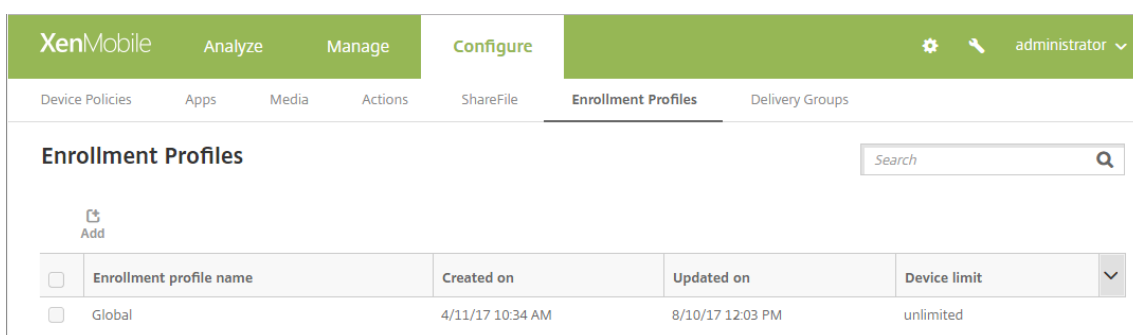 XenMobile Analyze Manage Configure administrator
Device Policies Apps Media Actions ShareFile Enrollment Profiles Delivery Groups
Enrollment Profiles Search
Add
Enrollment profile name Created on Updated on Device limit
Global 4/11/17 10:34 AM 8/10/17 12:03 PM unlimited